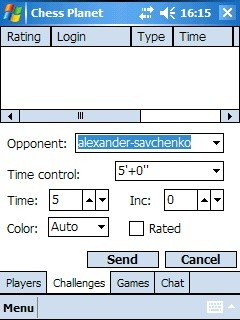 Chess Planet 16:15
Rating Login Type Time
Opponent: alexander-savchenko
Time control: 5'+0"
Time: 5 Inc: 0
Color: Auto Rated
Send Cancel
Players Challenges Games Chat
Menu